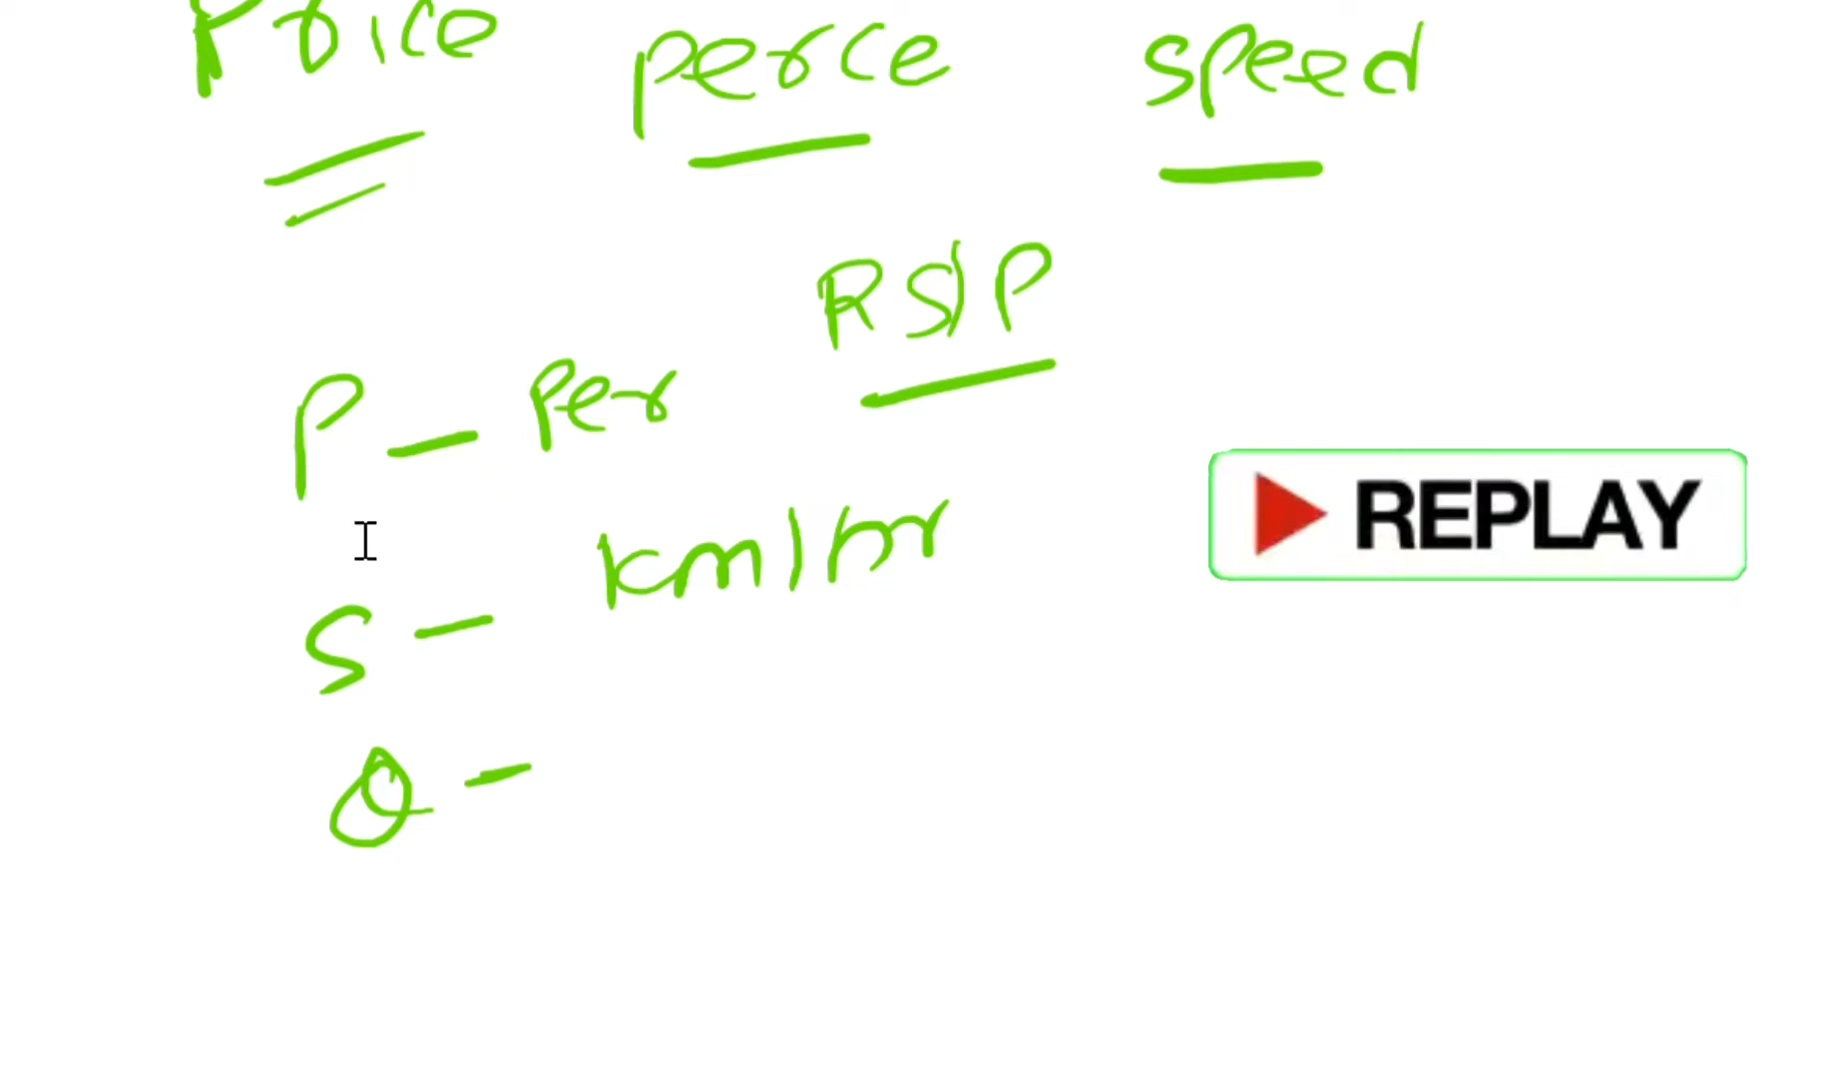 Price perce speed
RS/P
P - Per
km/hr
REPLAY
S -
Q -